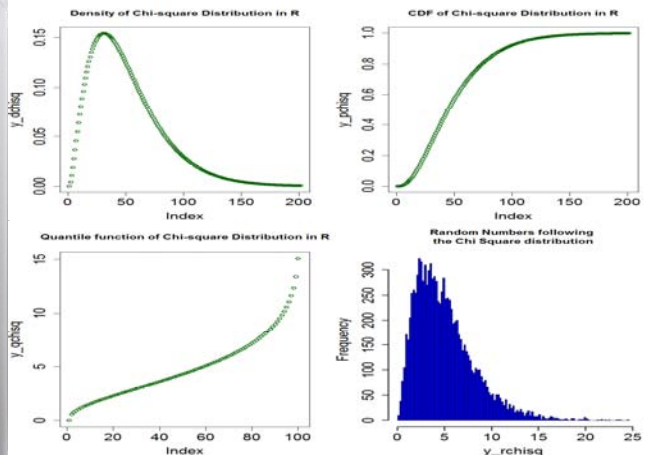 Density of Chi-square Distribution in R
y_dchisq
0.00 0.05 0.10 0.15
0 50 100 150 200
Index
CDF of Chi-square Distribution in R
y_pchisq
0.0 0.2 0.4 0.6 0.8 1.0
0 50 100 150 200
Index
Quantile function of Chi-square Distribution in R
y_qchisq
0 5 10 15
0 20 40 60 80 100
Index
Random Numbers following
the Chi Square distribution
Frequency
0 50 100 150 200 250 300
0 5 10 15 20 25
y_rchisq